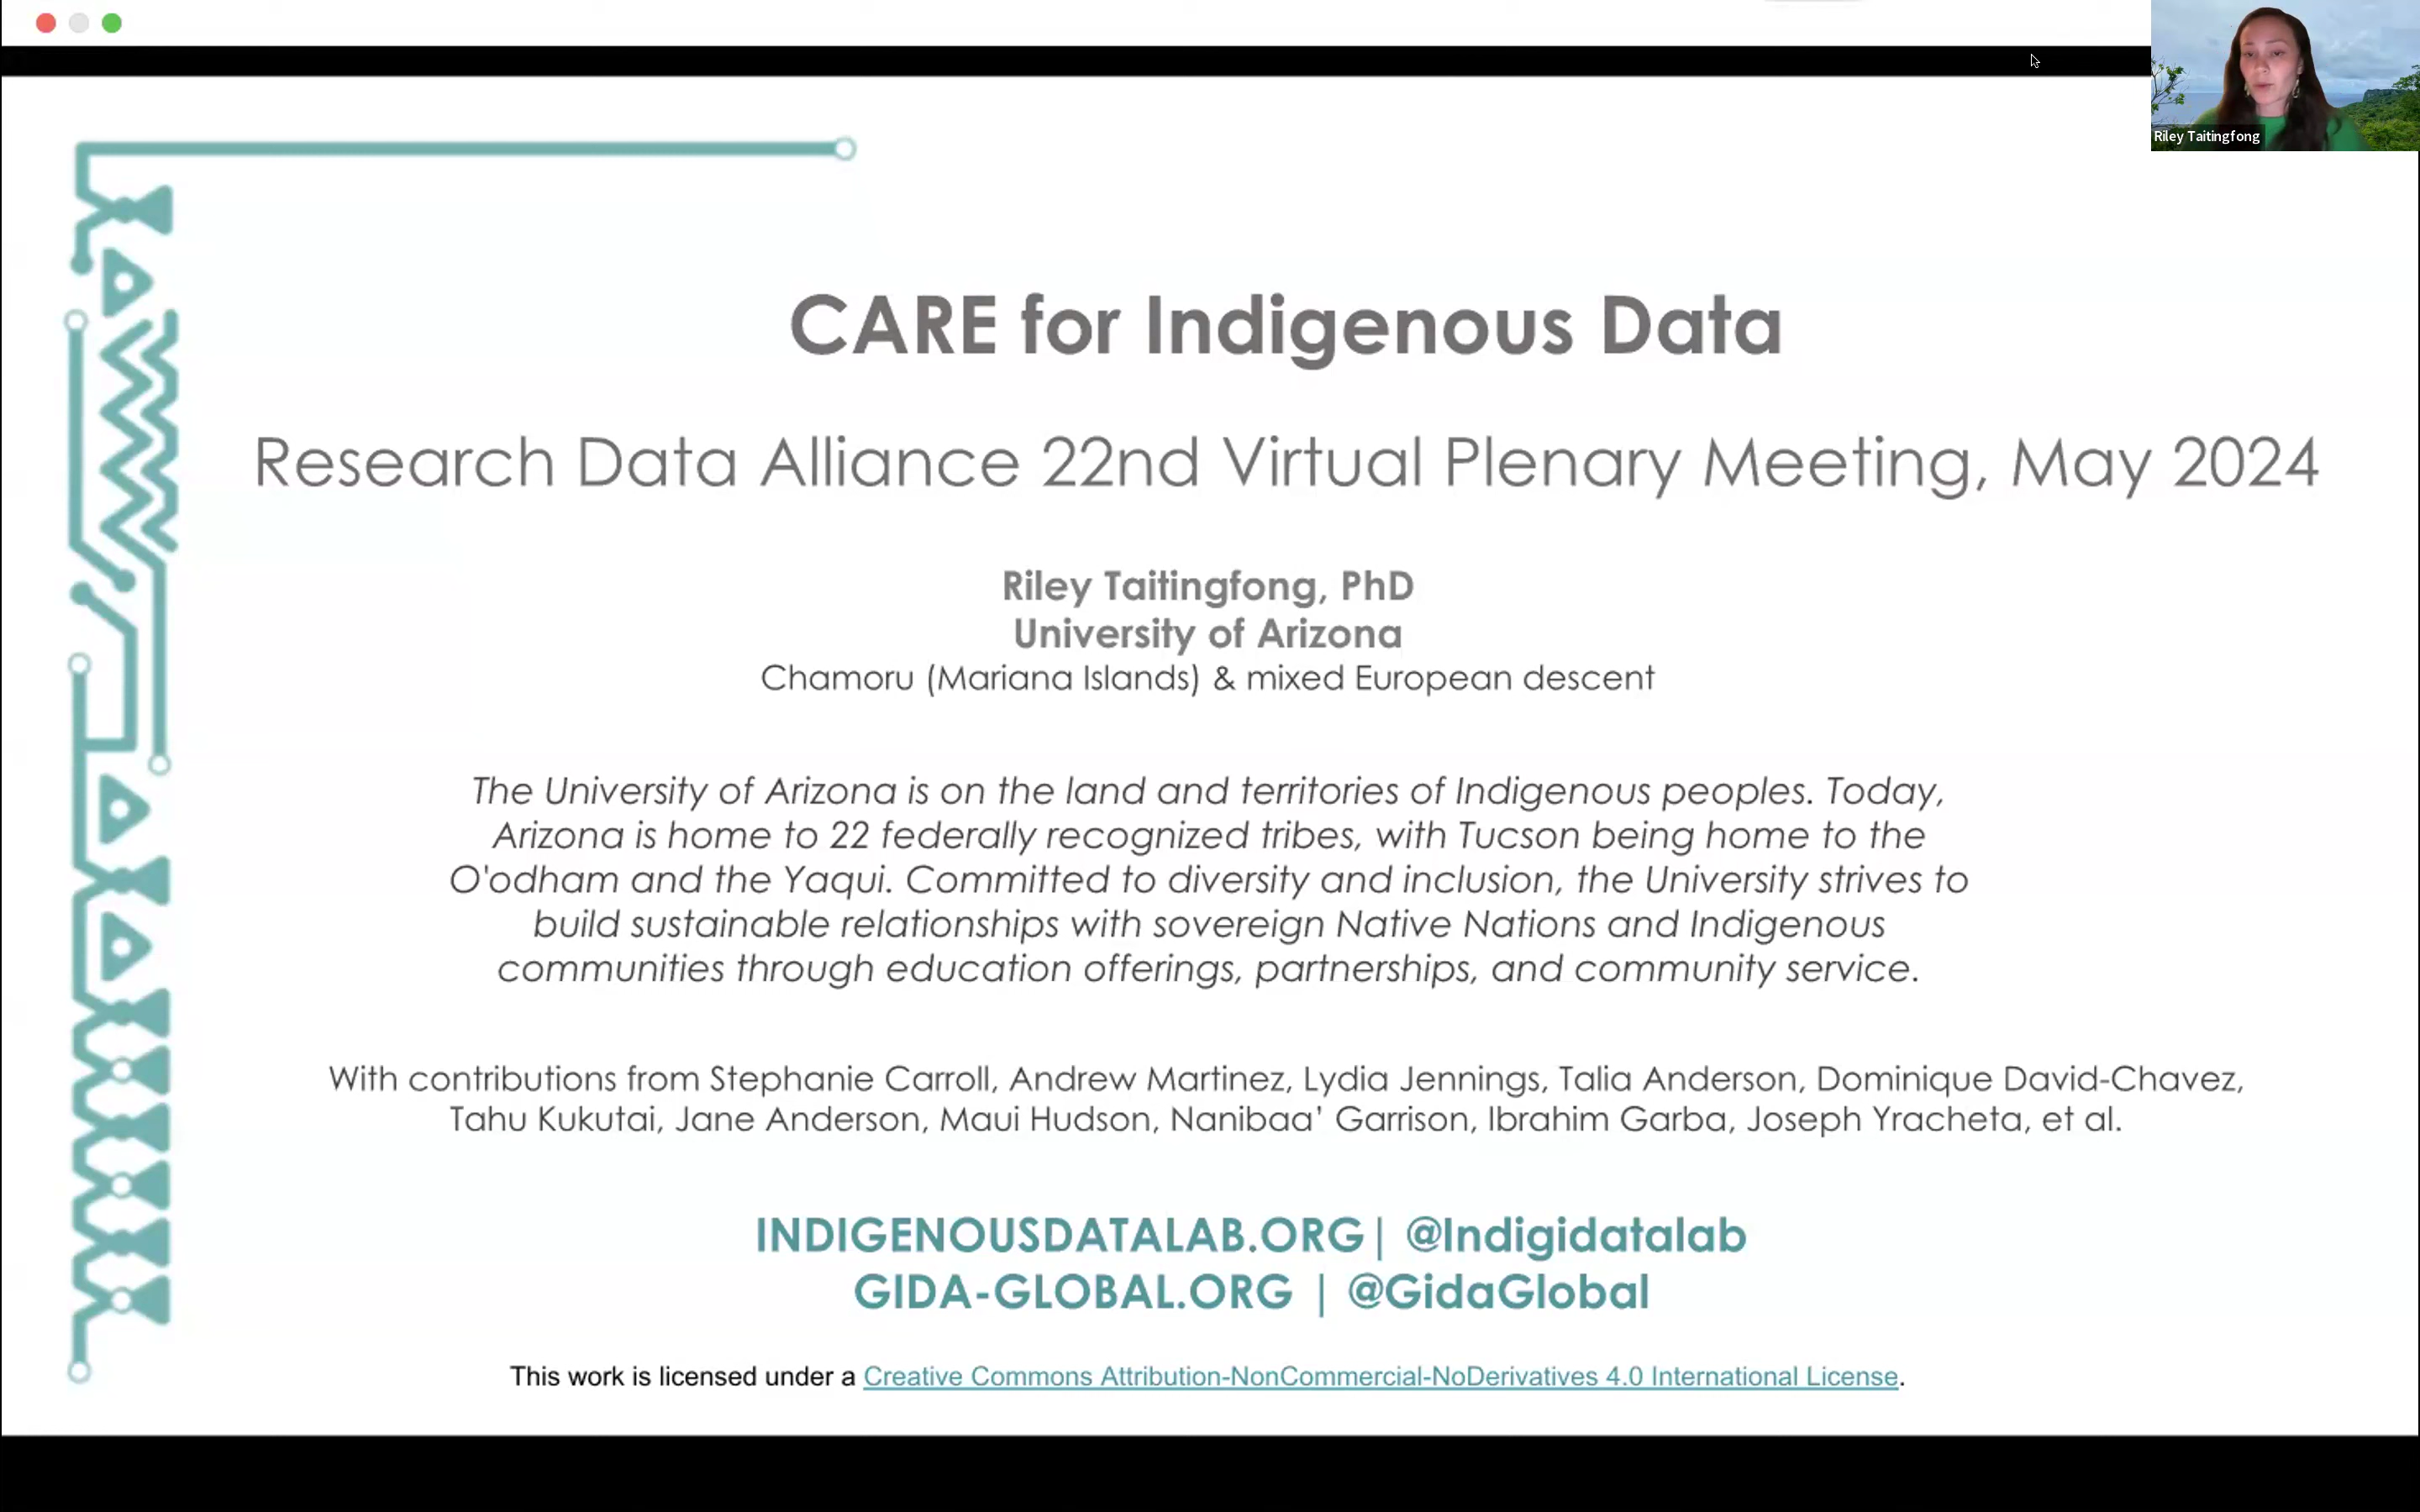 Riley Taitingfong
CARE for Indigenous Data
Research Data Alliance 22nd Virtual Plenary Meeting, May 2024
Riley Taitingfong, PhD
University of Arizona
Chamoru (Mariana Islands) & mixed European descent
The University of Arizona is on the land and territories of Indigenous peoples. Today,
Arizona is home to 22 federally recognized tribes, with Tucson being home to the
O'odham and the Yaqui. Committed to diversity and inclusion, the University strives to
build sustainable relationships with sovereign Native Nations and Indigenous
communities through education offerings, partnerships, and community service.
With contributions from Stephanie Carroll, Andrew Martinez, Lydia Jennings, Talia Anderson, Dominique David-Chavez,
Tahu Kukutai, Jane Anderson, Maui Hudson, Nanibaa' Garrison, Ibrahim Garba, Joseph Yracheta, et al.
INDIGENOUSDATALAB.ORG| @Indigidatalab
GIDA-GLOBAL.ORG | @GidaGlobal
This work is licensed under a Creative Commons Attribution-NonCommercial-NoDerivatives 4.0 International License.